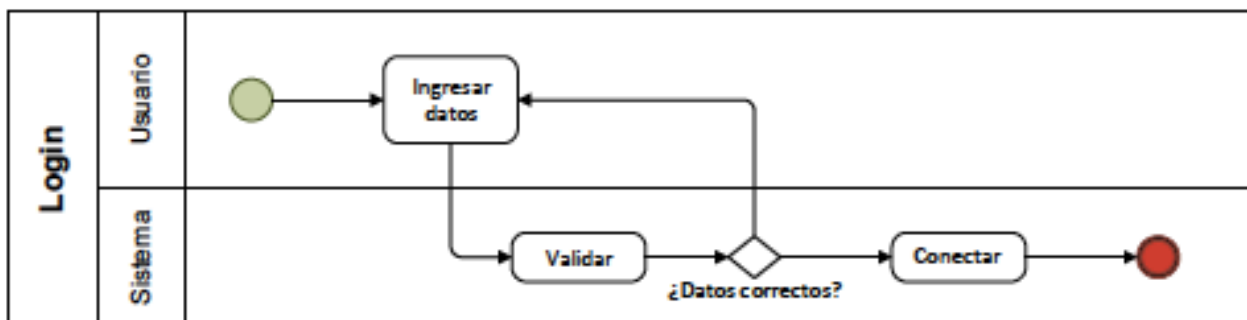 Login
Usuario
Ingresar
datos
Sistema
Validar
¿Datos correctos?
Conectar